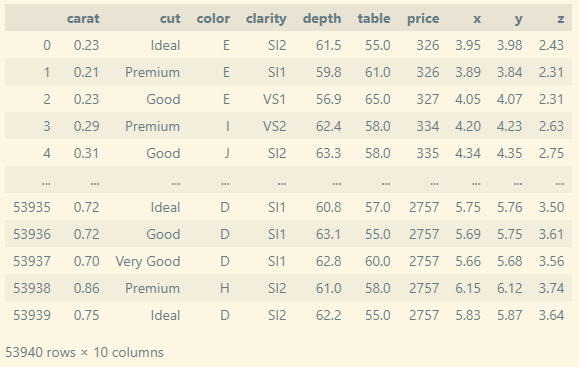 carat cut color clarity depth table price x y z
0 0.23 Ideal E SI2 61.5 55.0 326 3.95 3.98 2.43
1 0.21 Premium E SI1 59.8 61.0 326 3.89 3.84 2.31
2 0.23 Good E VS1 56.9 65.0 327 4.05 4.07 2.31
3 0.29 Premium I VS2 62.4 58.0 334 4.20 4.23 2.63
4 0.31 Good J SI2 63.3 58.0 335 4.34 4.35 2.75
... ... ... ... ... ... ... ... ... ... ...
53935 0.72 Ideal D SI1 60.8 57.0 2757 5.75 5.76 3.50
53936 0.72 Good D SI1 63.1 55.0 2757 5.69 5.75 3.61
53937 0.70 Very Good D SI1 62.8 60.0 2757 5.66 5.68 3.56
53938 0.86 Premium H SI2 61.0 58.0 2757 6.15 6.12 3.74
53939 0.75 Ideal D SI2 62.2 55.0 2757 5.83 5.87 3.64
53940 rows × 10 columns